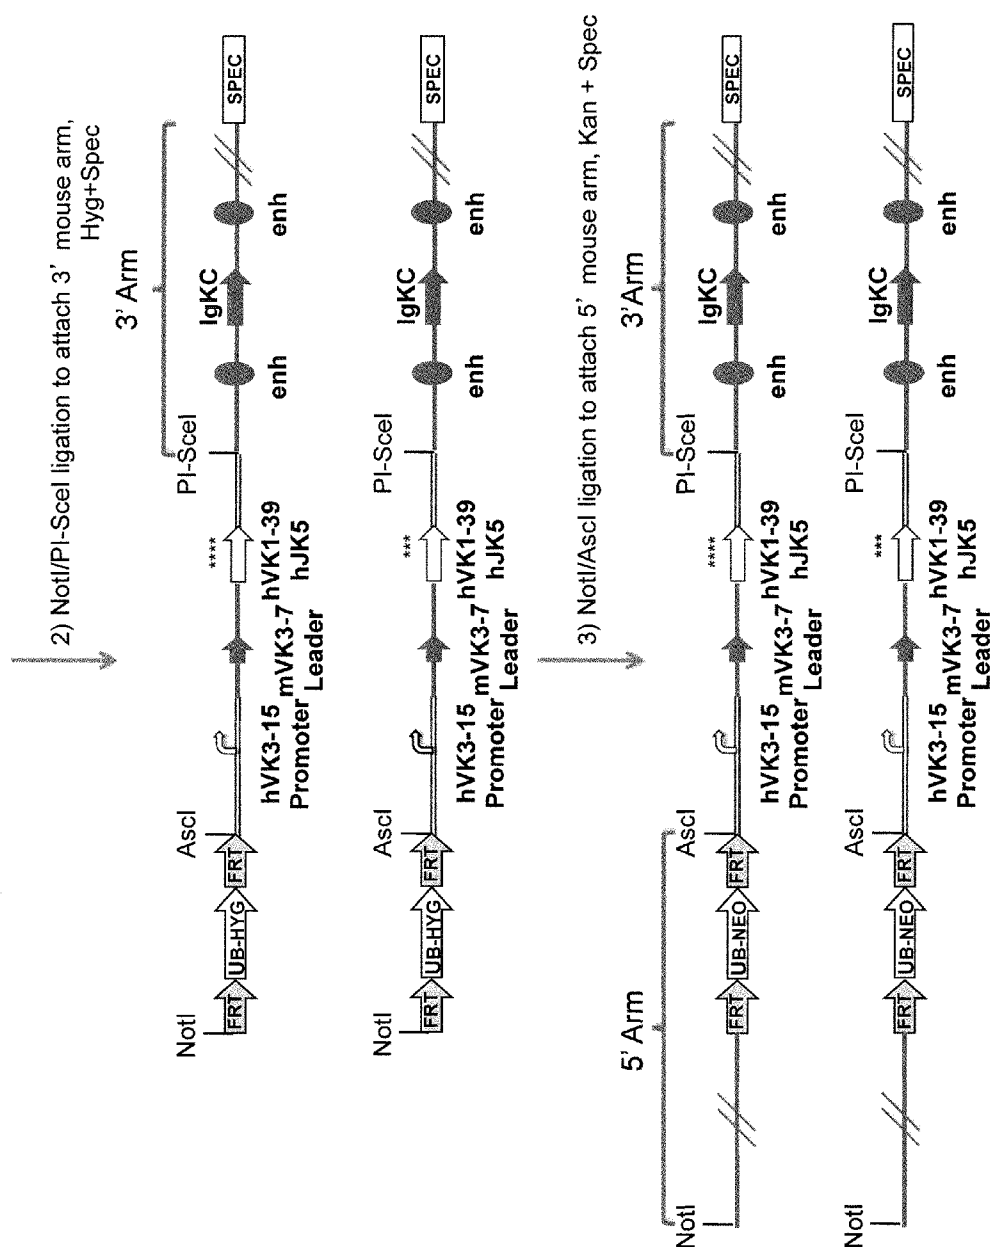 2) NotI/PI-SceI ligation to attach 3’ mouse arm,
Hyg+Spec
3’ Arm
NotI
AscI
PI-SceI
FRT
UB-HYG
FRT
****
IgKC
SPEC
hVK3-15
Promoter
mVK3-7
Leader
hVK1-39
hJK5
enh
enh
NotI
AscI
PI-SceI
FRT
UB-HYG
FRT
***
IgKC
SPEC
hVK3-15
Promoter
mVK3-7
Leader
hVK1-39
hJK5
enh
enh
3) NotI/AscI ligation to attach 5’ mouse arm, Kan + Spec
5’ Arm
3’Arm
NotI
AscI
PI-SceI
FRT
UB-NEO
FRT
****
IgKC
SPEC
hVK3-15
Promoter
mVK3-7
Leader
hVK1-39
hJK5
enh
enh
NotI
AscI
PI-SceI
FRT
UB-NEO
FRT
***
IgKC
SPEC
hVK3-15
Promoter
mVK3-7
Leader
hVK1-39
hJK5
enh
enh